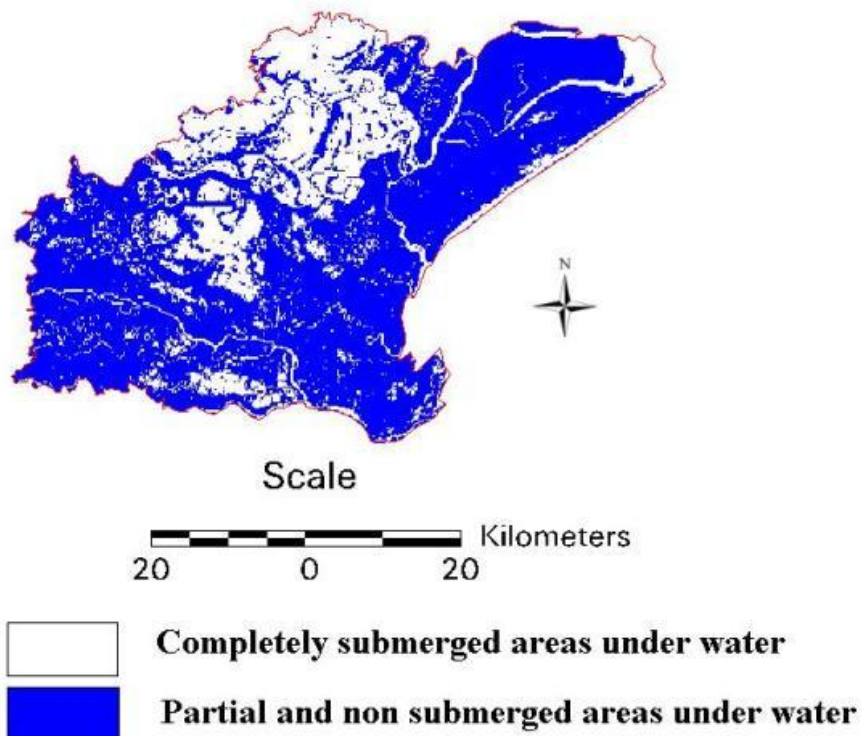 N
Scale
Kilometers
20 0 20
Completely submerged areas under water
Partial and non submerged areas under water